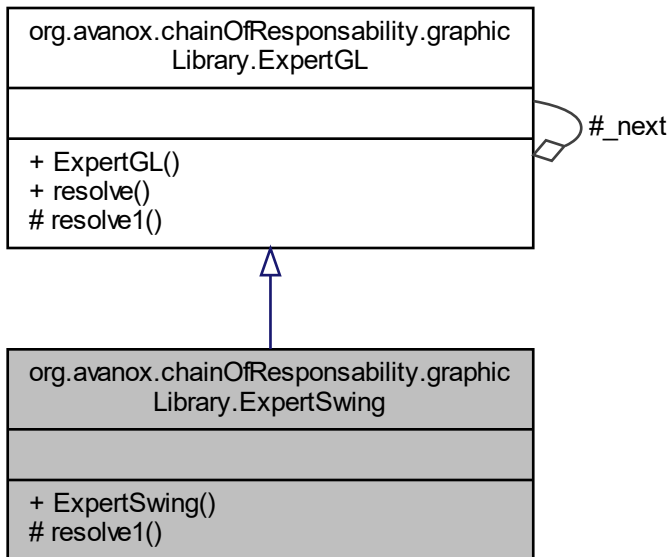 org.avanox.chainOfResponsability.graphic
Library.ExpertGL
#_next
+ ExpertGL()
+ resolve()
# resolve1()
org.avanox.chainOfResponsability.graphic
Library.ExpertSwing
+ ExpertSwing()
# resolve1()